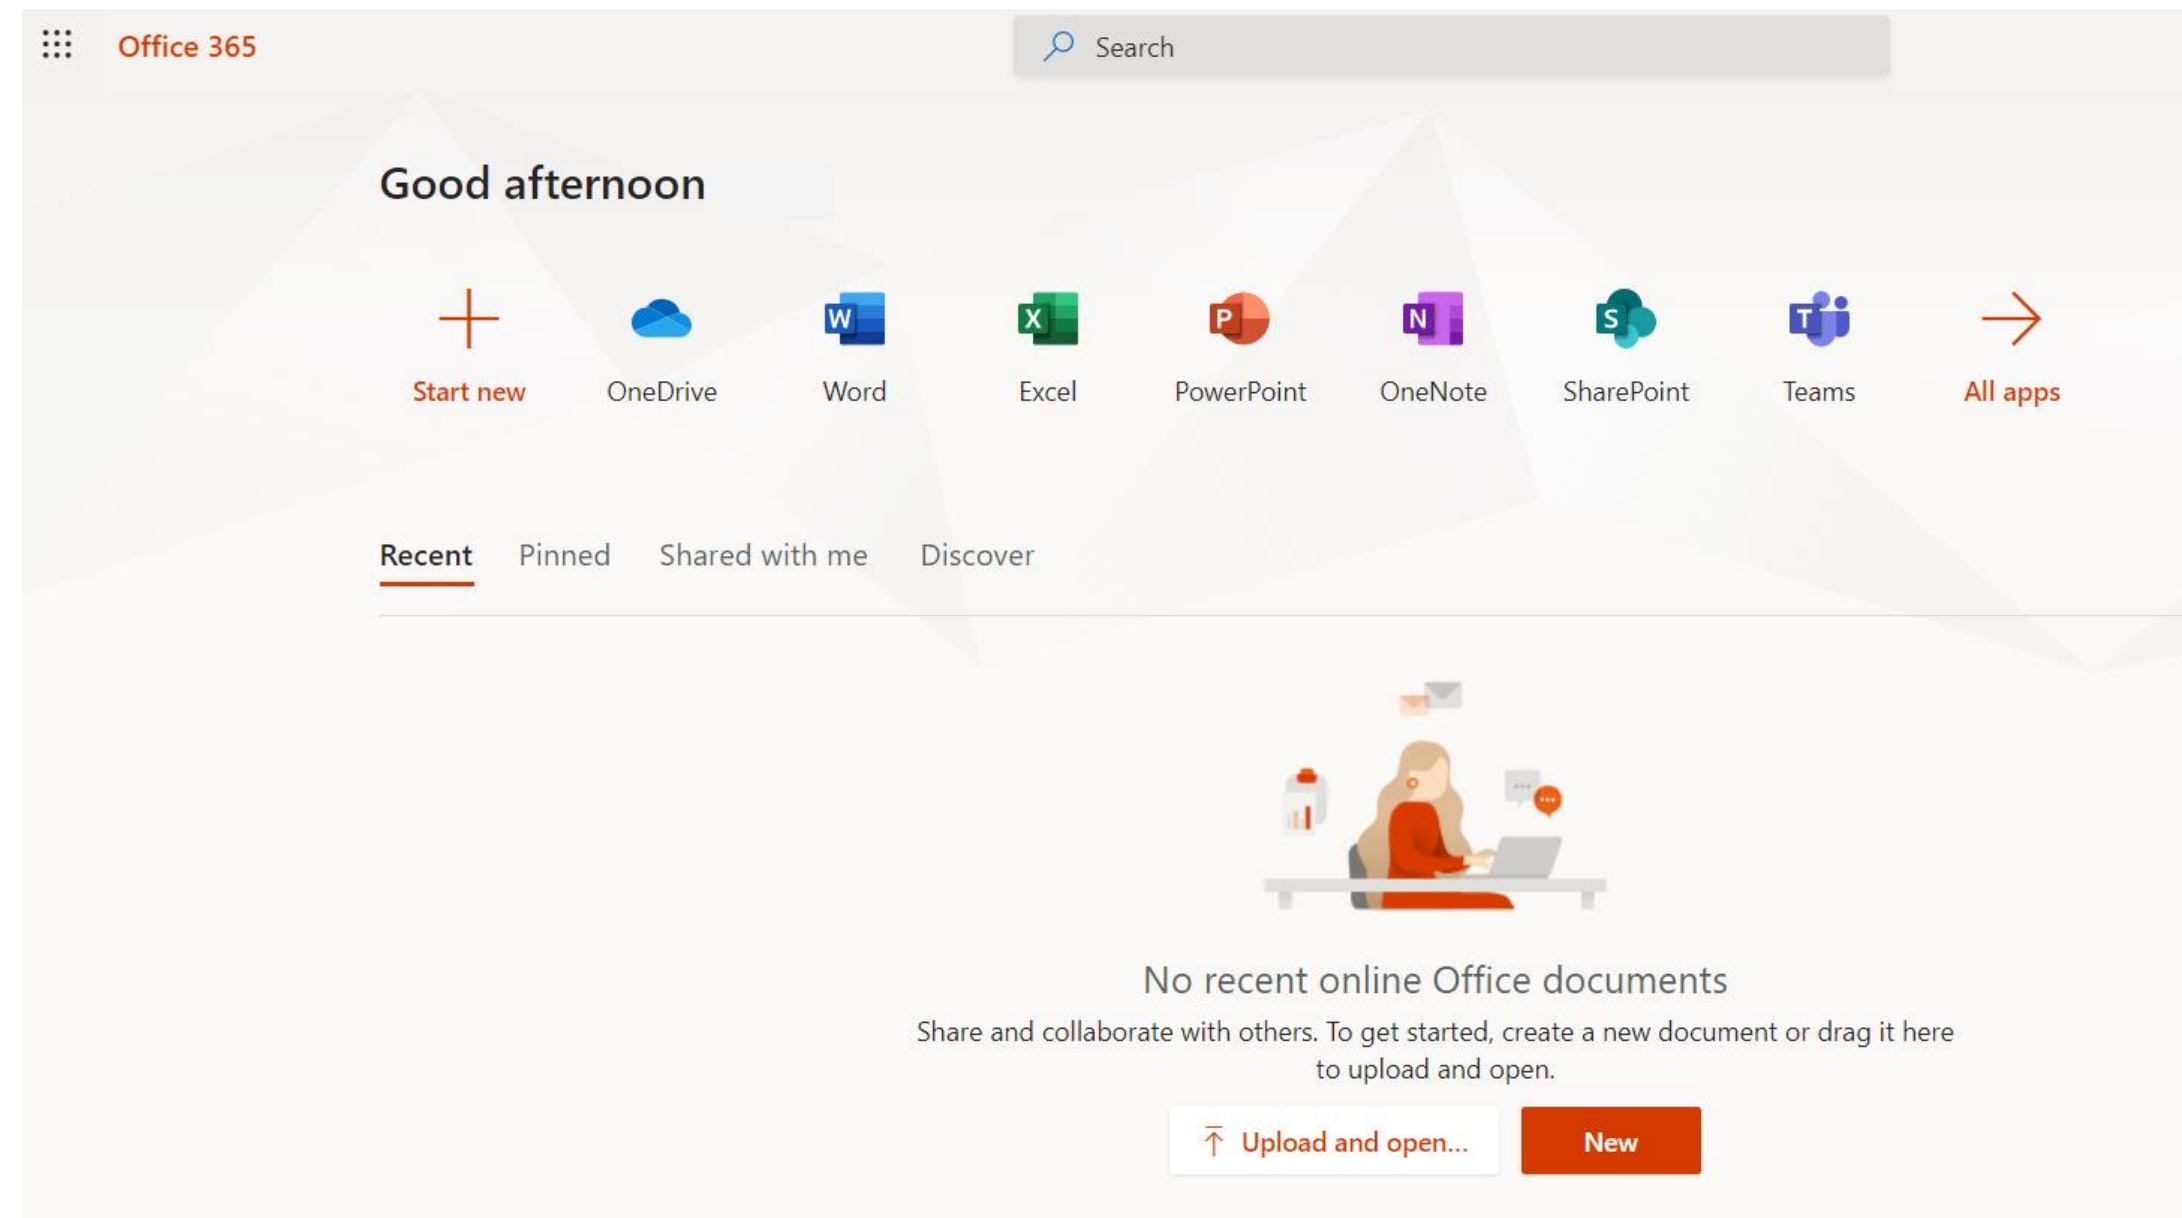 Office 365
Search
Good afternoon
Start new OneDrive Word Excel PowerPoint OneNote SharePoint Teams All apps
Recent Pinned Shared with me Discover
No recent online Office documents
Share and collaborate with others. To get started, create a new document or drag it here
to upload and open.
Upload and open... New